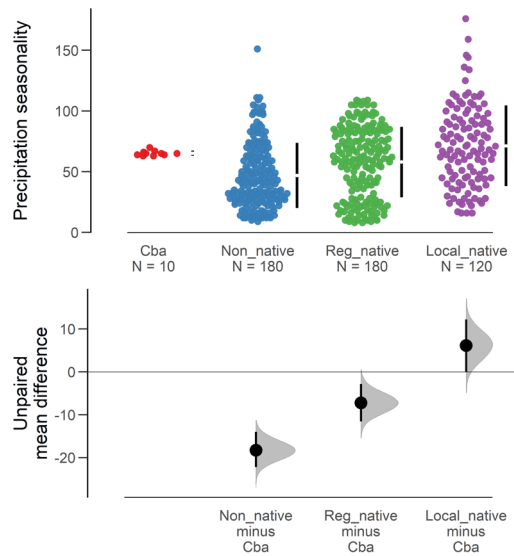 Precipitation seasonality
150
100
50
0
Cba
N = 10
Non_native
N = 180
Reg_native
N = 180
Local_native
N = 120
Unpaired
mean difference
10
0
-10
-20
Non_native
minus
Cba
Reg_native
minus
Cba
Local_native
minus
Cba